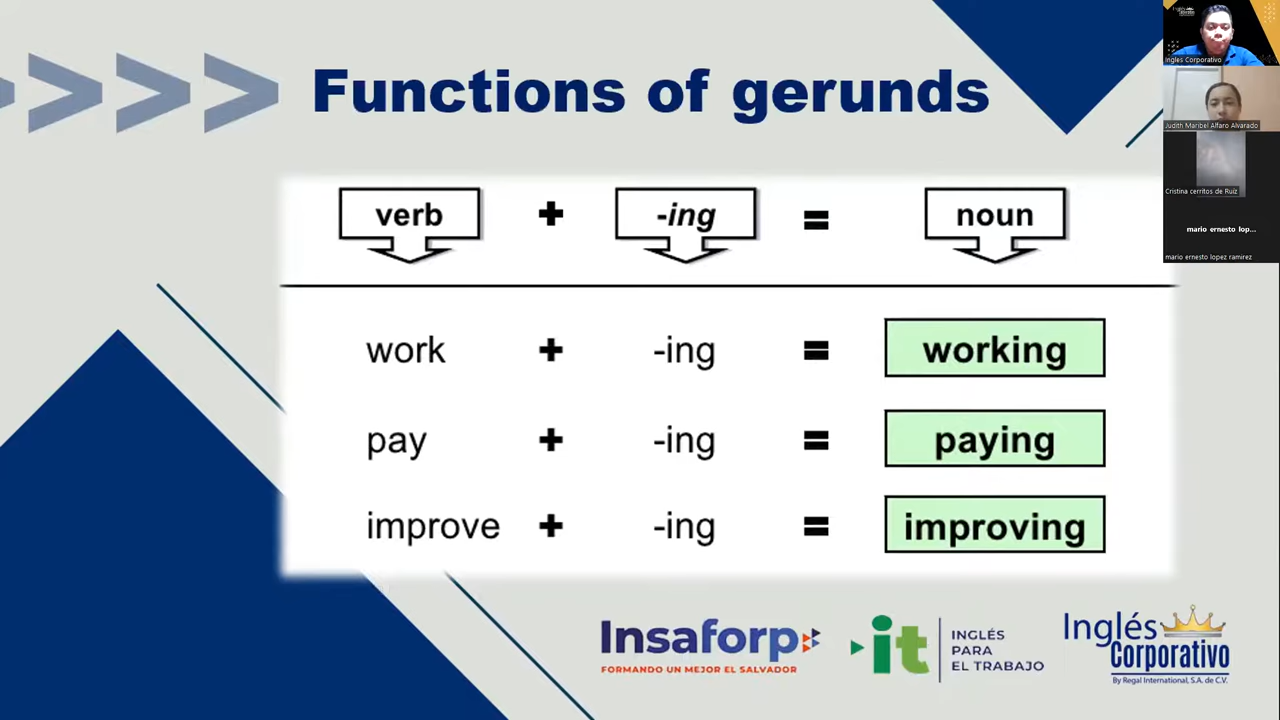 Functions of gerunds
verb + -ing = noun
work + -ing = working
pay + -ing = paying
improve + -ing = improving
Insaforp
FORMANDO UN MEJOR EL SALVADOR
it
INGLÉS
PARA
EL TRABAJO
Inglés
Corporativo
By Regal International, S.A. de C.V.
Inglés Corporativo
Judith Maribel Alfaro Alvarado
Cristina cerritos de Ruíz
mario ernesto lop...
mario ernesto lopez ramirez